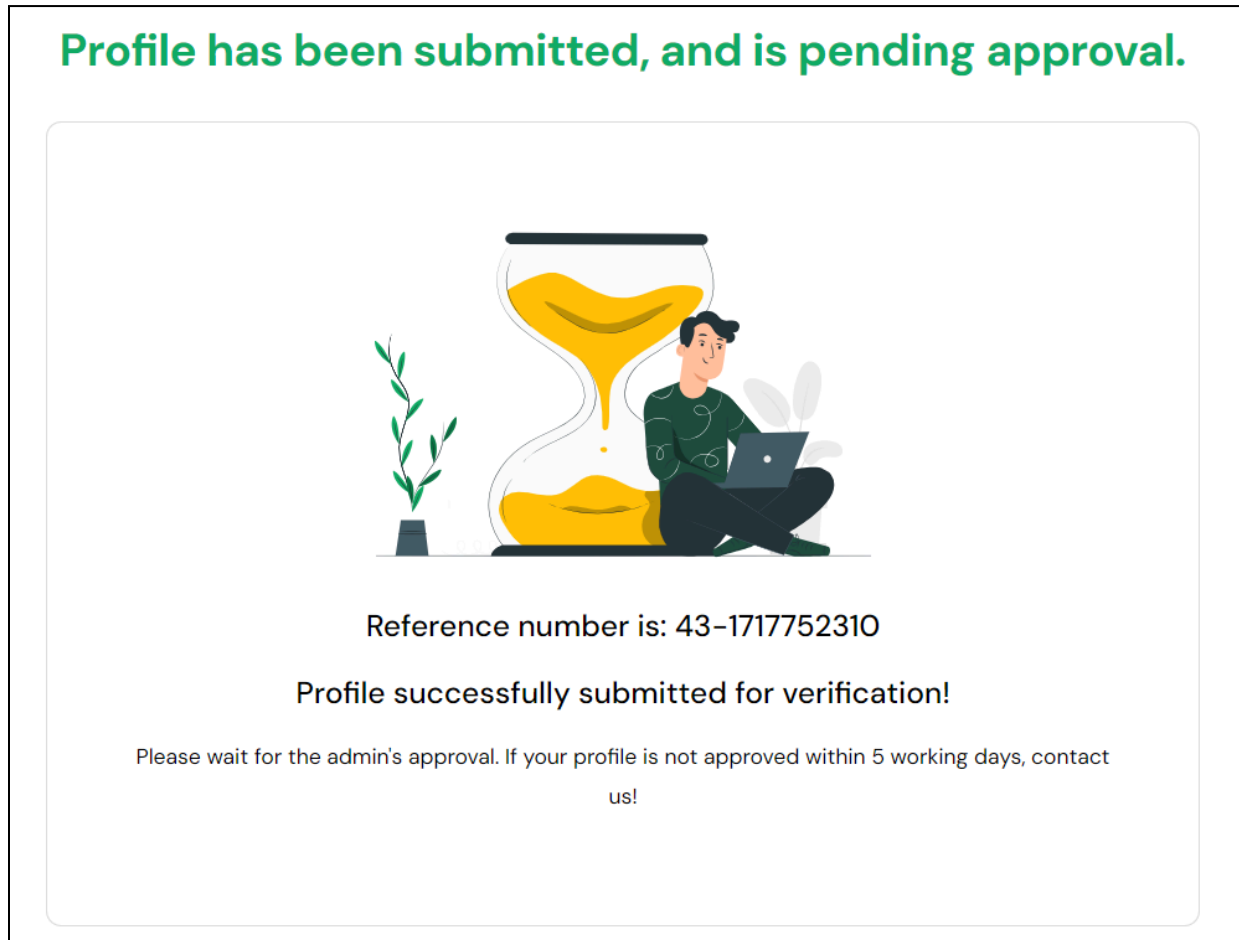 Profile has been submitted, and is pending approval.
Reference number is: 43-1717752310
Profile successfully submitted for verification!
Please wait for the admin's approval. If your profile is not approved within 5 working days, contact
us!